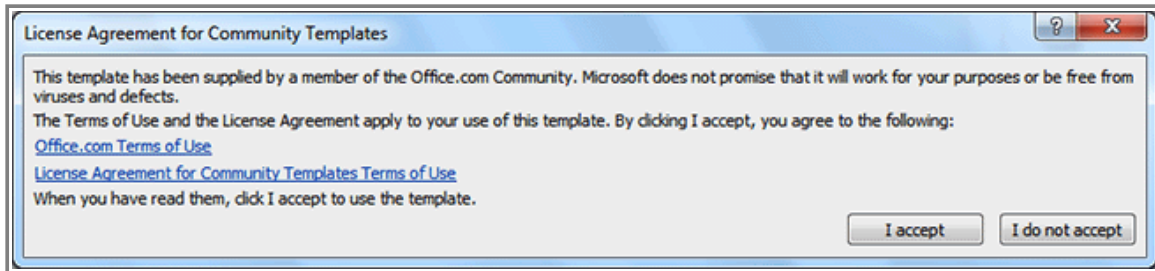 License Agreement for Community Templates
This template has been supplied by a member of the Office.com Community. Microsoft does not promise that it will work for your purposes or be free from
viruses and defects.
The Terms of Use and the License Agreement apply to your use of this template. By clicking I accept, you agree to the following:
Office.com Terms of Use
License Agreement for Community Templates Terms of Use
When you have read them, click I accept to use the template.
I accept I do not accept